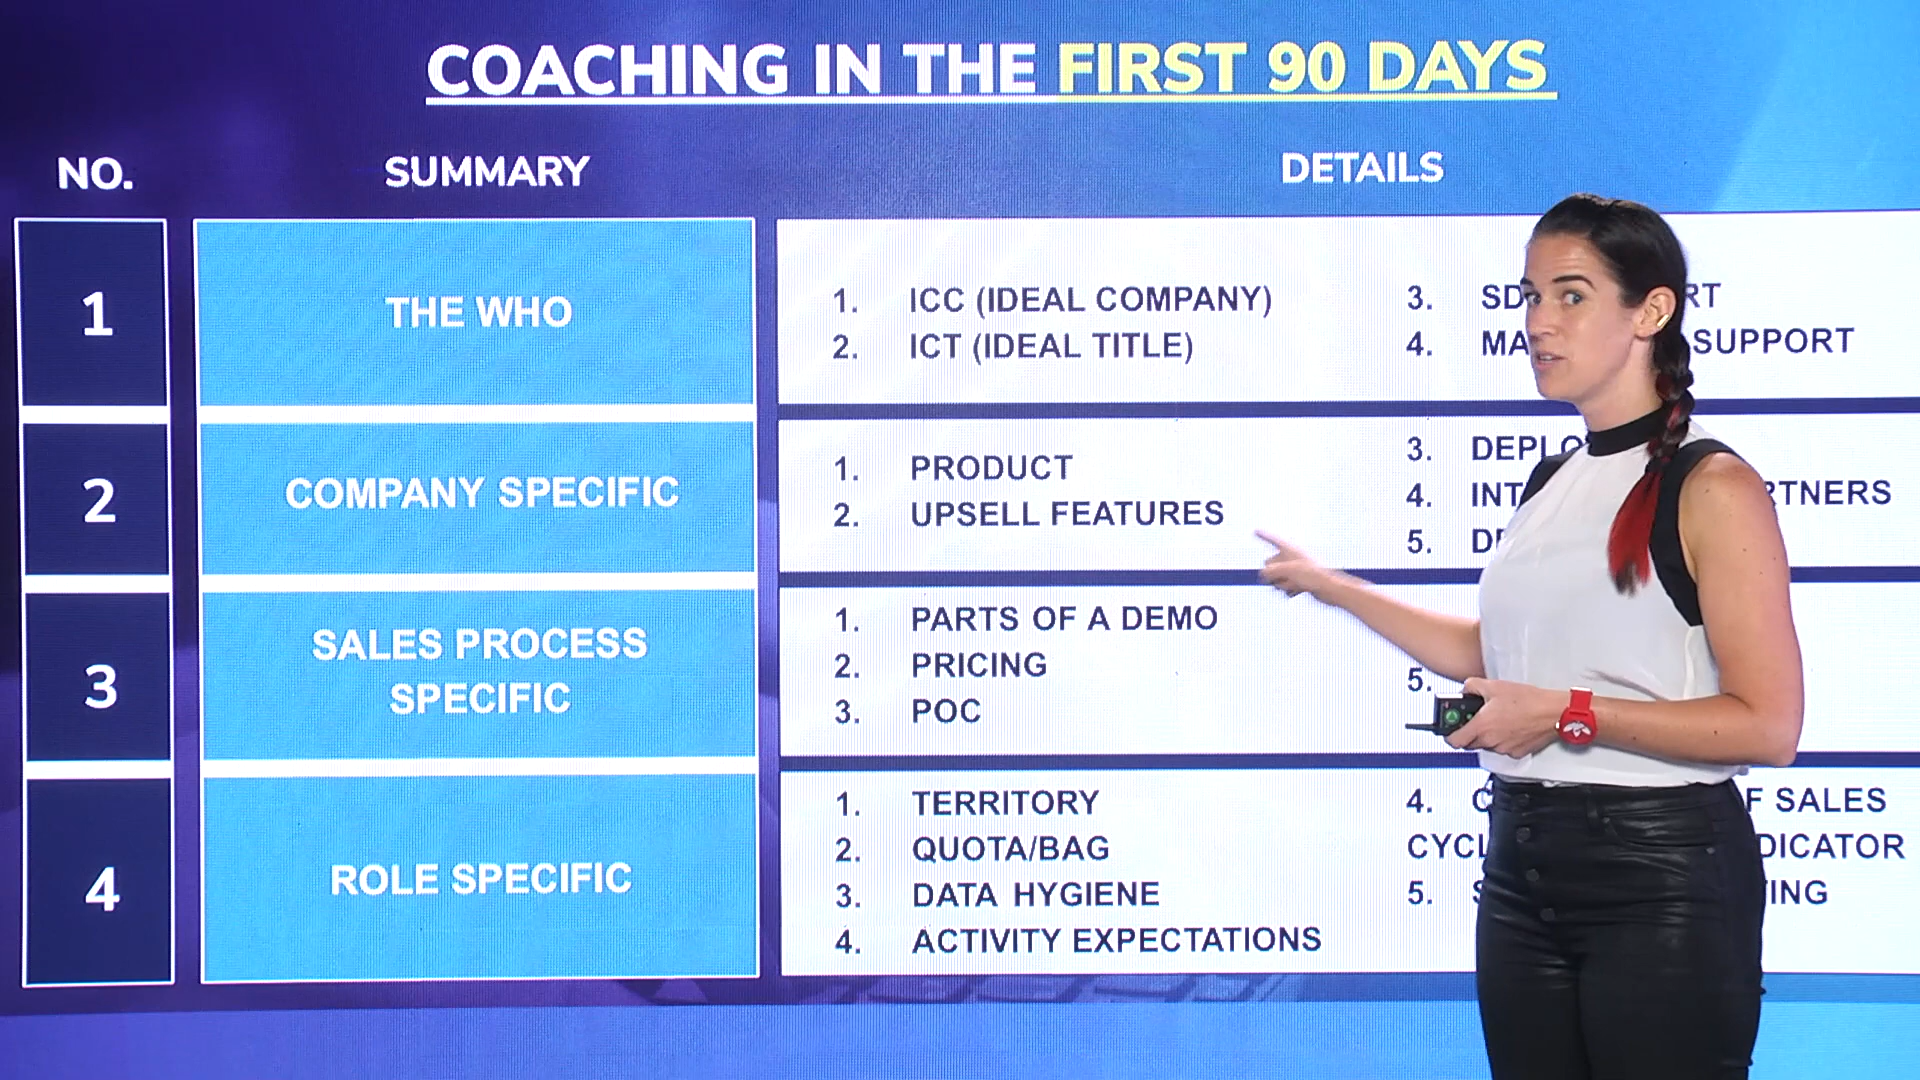 COACHING IN THE FIRST 90 DAYS
NO.
SUMMARY
DETAILS
1
THE WHO
1. ICC (IDEAL COMPANY)
2. ICT (IDEAL TITLE)
3.
4. SUPPORT
2
COMPANY SPECIFIC
1. PRODUCT
2. UPSELL FEATURES
3.
4.
5.
3
SALES PROCESS
SPECIFIC
1. PARTS OF A DEMO
2. PRICING
3. POC
5.
4
ROLE SPECIFIC
1. TERRITORY
2. QUOTA/BAG
3. DATA HYGIENE
4. ACTIVITY EXPECTATIONS
4. SALES
5.